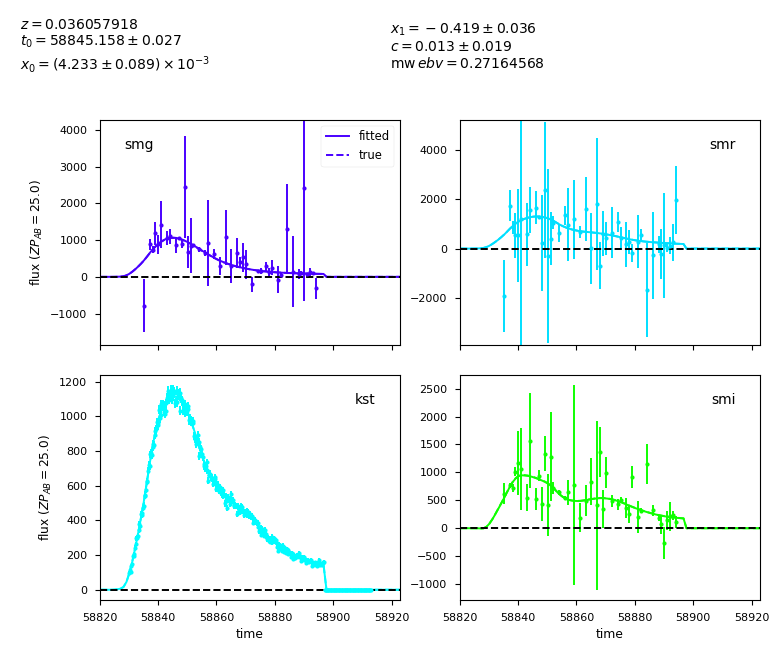 z = 0.036057918
t₀ = 58845.158 ± 0.027
x₀ = (4.233 ± 0.089) × 10⁻³
x₁ = −0.419 ± 0.036
c = 0.013 ± 0.019
mw ebv = 0.27164568
4000
3000
2000
1000
0
−1000
flux (ZP_AB = 25.0)
smg
fitted
true
4000
2000
0
−2000
smr
1200
1000
800
600
400
200
0
flux (ZP_AB = 25.0)
kst
58820 58840 58860 58880 58900 58920
time
2500
2000
1500
1000
500
0
−500
−1000
smi
58820 58840 58860 58880 58900 58920
time